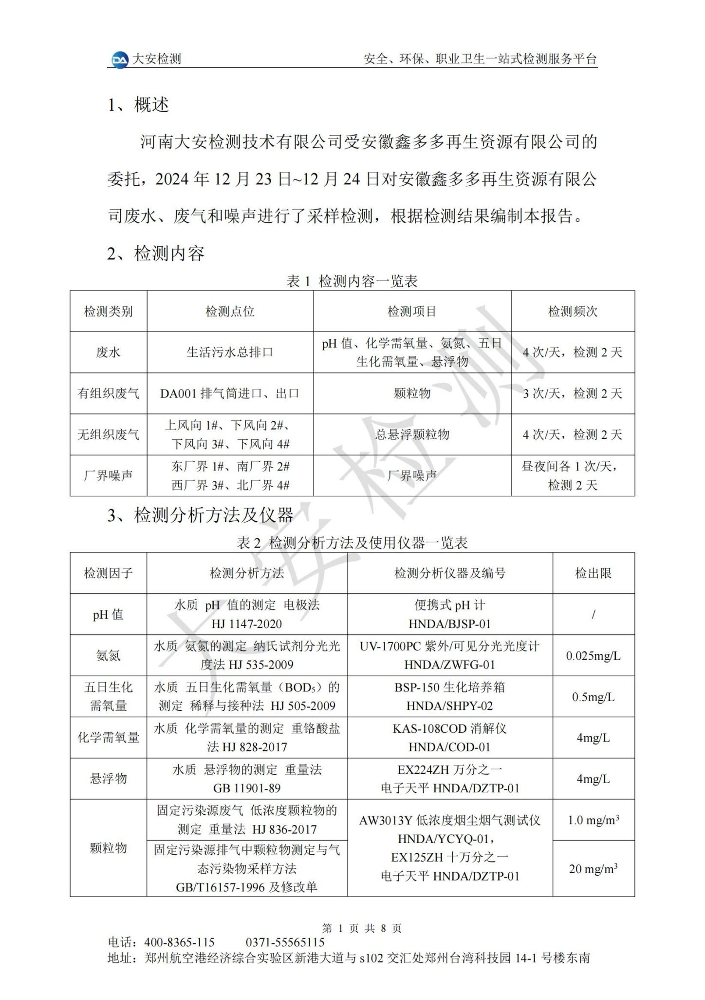 DA 大安检测 安全、环保、职业卫生一站式检测服务平台
1、概述
河南大安检测技术有限公司受安徽鑫多多再生资源有限公司的
委托，2024 年 12 月 23 日~12 月 24 日对安徽鑫多多再生资源有限公
司废水、废气和噪声进行了采样检测，根据检测结果编制本报告。
2、检测内容
表 1 检测内容一览表
检测类别 检测点位 检测项目 检测频次
废水 生活污水总排口 pH 值、化学需氧量、氨氮、五日
生化需氧量、悬浮物 4 次/天，检测 2 天
有组织废气 DA001 排气筒进口、出口 颗粒物 3 次/天，检测 2 天
无组织废气 上风向 1#、下风向 2#、
下风向 3#、下风向 4# 总悬浮颗粒物 4 次/天，检测 2 天
厂界噪声 东厂界 1#、南厂界 2#
西厂界 3#、北厂界 4# 厂界噪声 昼夜间各 1 次/天，
检测 2 天
3、检测分析方法及仪器
表 2 检测分析方法及使用仪器一览表
检测因子 检测分析方法 检测分析仪器及编号 检出限
pH 值 水质 pH 值的测定 电极法
HJ 1147-2020 便携式 pH 计
HNDA/BJSP-01 /
氨氮 水质 氨氮的测定 纳氏试剂分光光
度法 HJ 535-2009 UV-1700PC 紫外/可见分光光度计
HNDA/ZWFG-01 0.025mg/L
五日生化
需氧量 水质 五日生化需氧量（BOD₅）的
测定 稀释与接种法 HJ 505-2009 BSP-150 生化培养箱
HNDA/SHPY-02 0.5mg/L
化学需氧量 水质 化学需氧量的测定 重铬酸盐
法 HJ 828-2017 KAS-108COD 消解仪
HNDA/COD-01 4mg/L
悬浮物 水质 悬浮物的测定 重量法
GB 11901-89 EX224ZH 万分之一
电子天平 HNDA/DZTP-01 4mg/L
颗粒物 固定污染源废气 低浓度颗粒物的
测定 重量法 HJ 836-2017 AW3013Y 低浓度烟尘烟气测试仪
HNDA/YCYQ-01，
EX125ZH 十万分之一
电子天平 HNDA/DZTP-01 1.0 mg/m³
固定污染源排气中颗粒物测定与气
态污染物采样方法
GB/T16157-1996 及修改单 20 mg/m³
大安检测
第 1 页 共 8 页
电话：400-8365-115 0371-55565115
地址：郑州航空港经济综合实验区新港大道与 s102 交汇处郑州台湾科技园 14-1 号楼东南